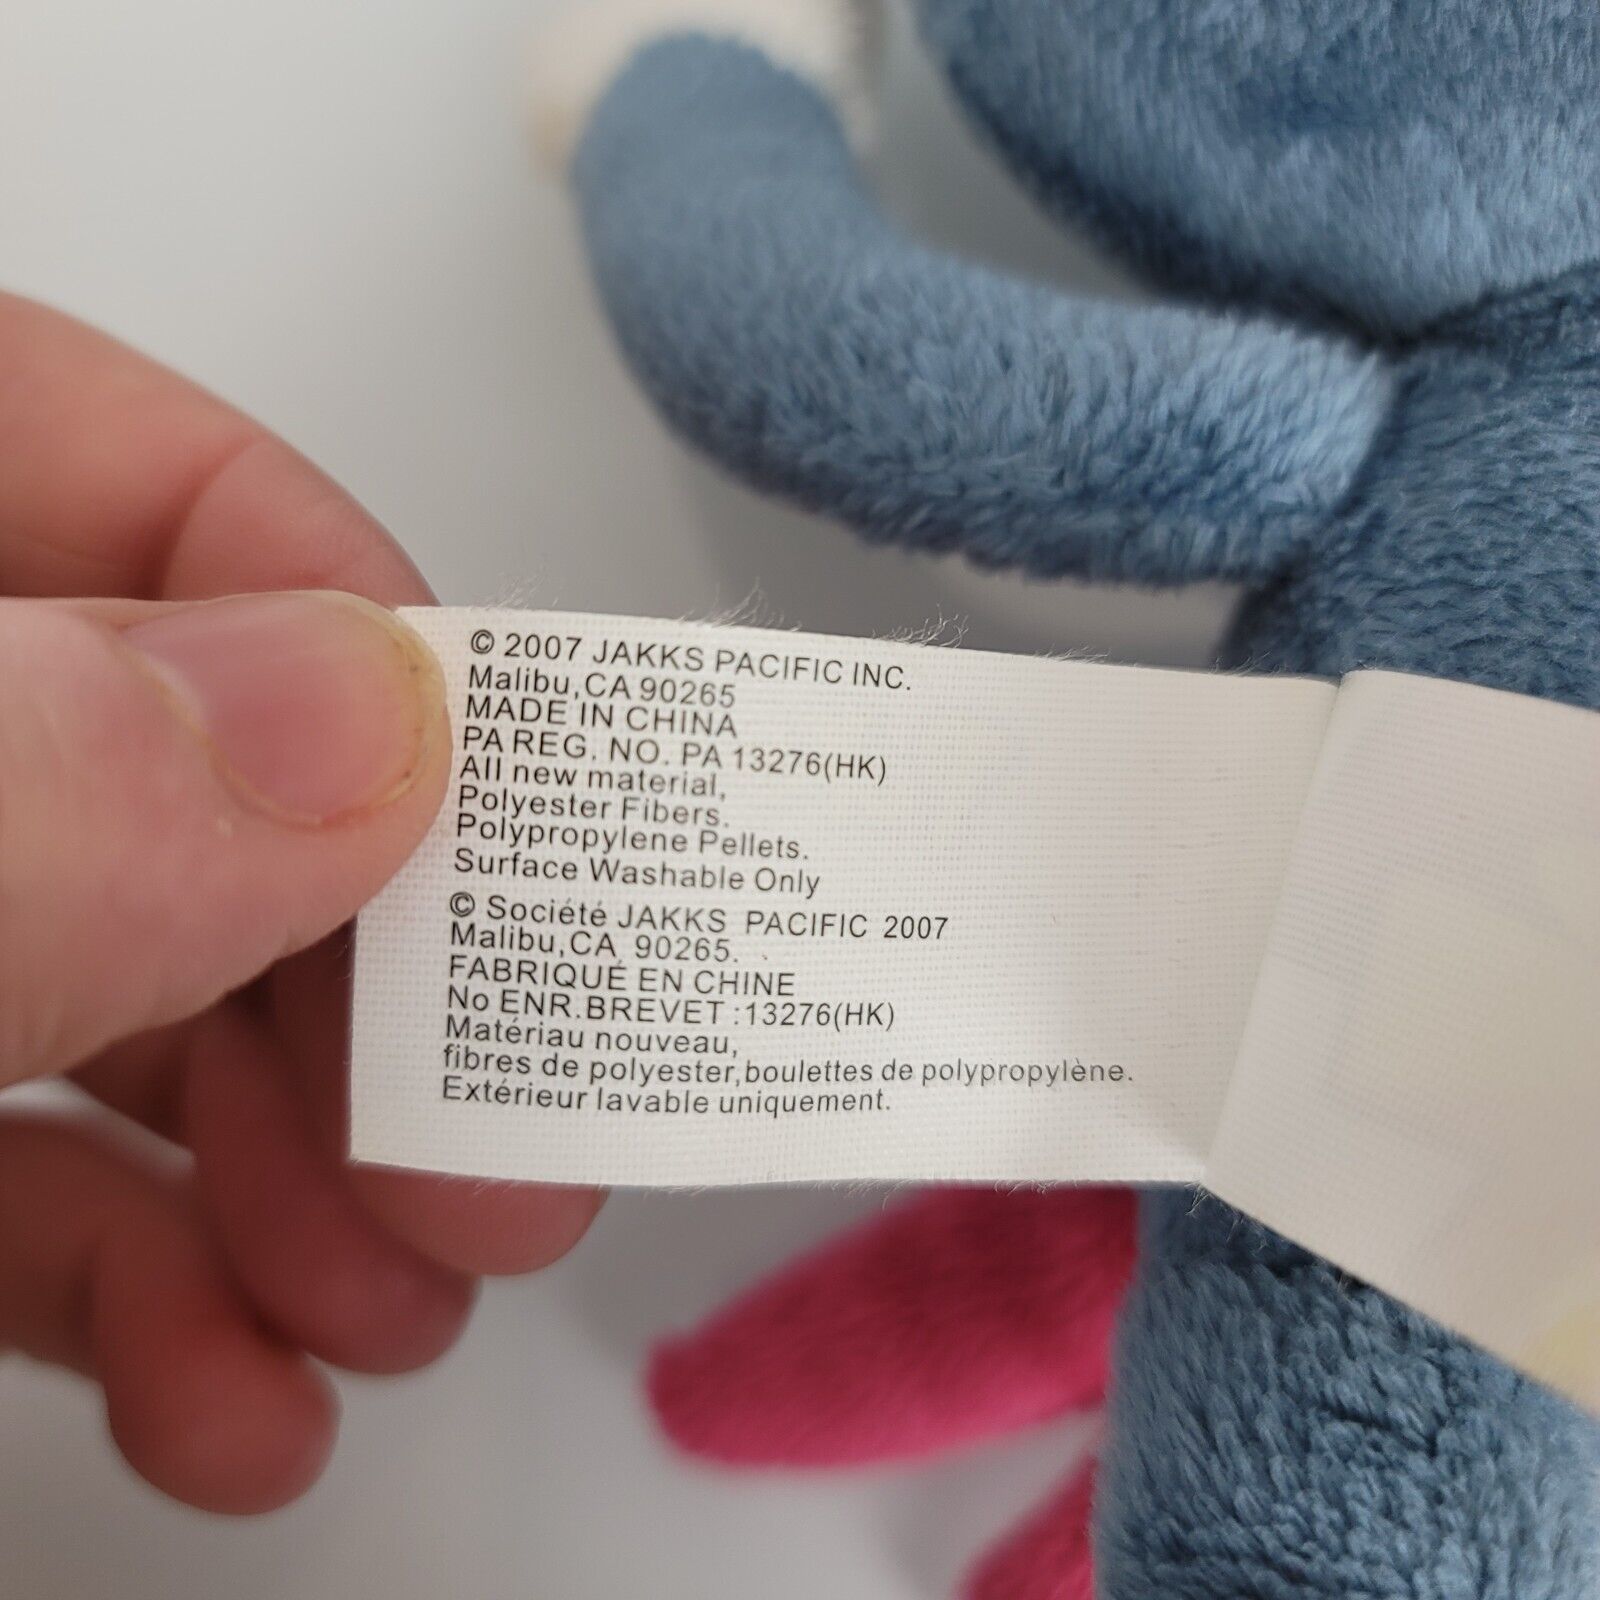 © 2007 JAKKS PACIFIC INC.
Malibu,CA 90265
MADE IN CHINA
PA REG. NO. PA 13276(HK)
All new material,
Polyester Fibers.
Polypropylene Pellets.
Surface Washable Only
© Société JAKKS PACIFIC 2007
Malibu,CA 90265.
FABRIQUÉ EN CHINE
No ENR.BREVET :13276(HK)
Matériau nouveau,
fibres de polyester,boulettes de polypropylène.
Extérieur lavable uniquement.